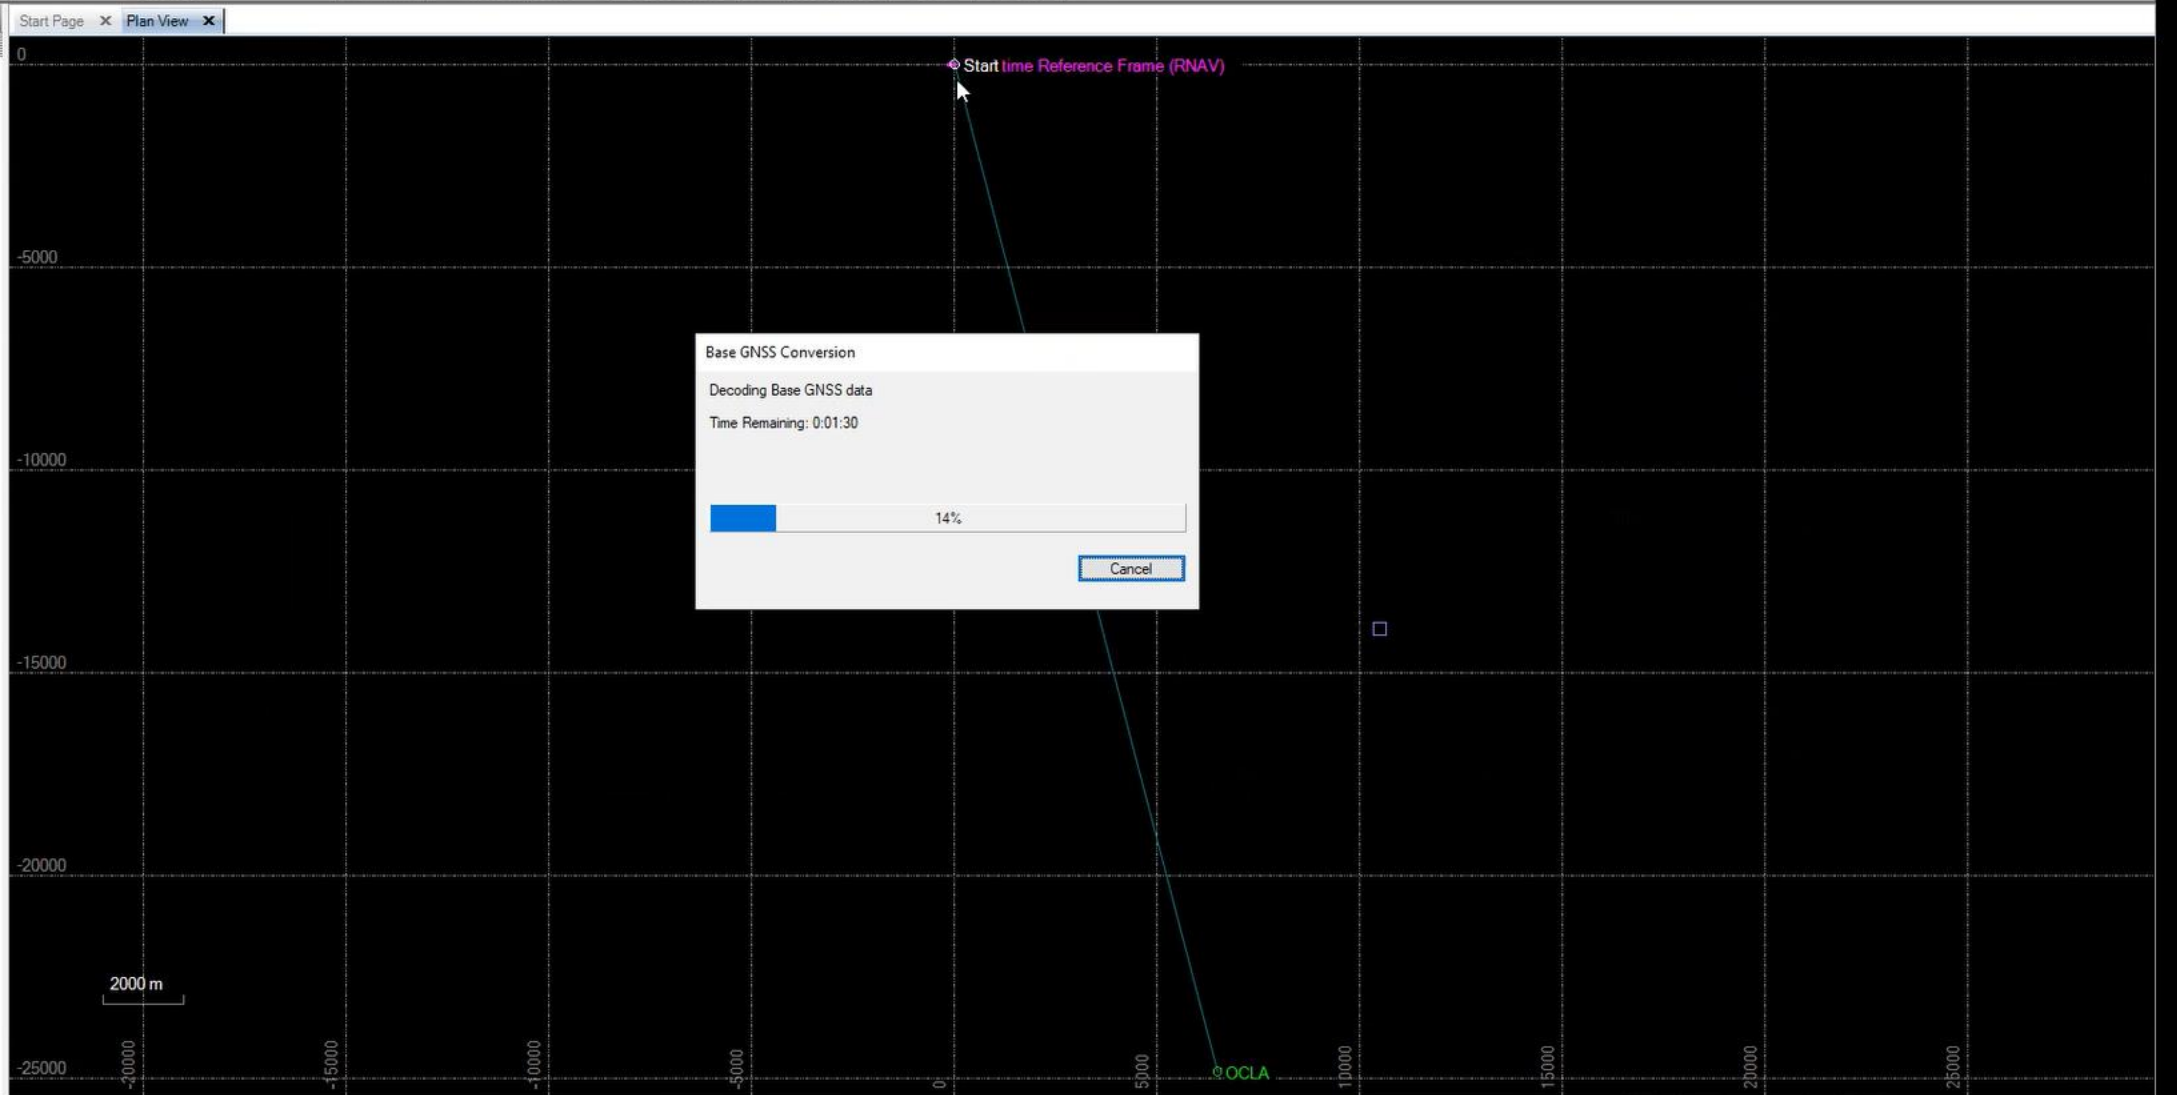 Start Page
Plan View
0
Start time Reference Frame (RNAV)
-5000
Base GNSS Conversion
Decoding Base GNSS data
Time Remaining: 0:01:30
-10000
14%
Cancel
-15000
-20000
2000 m
-25000
-20000
-15000
-10000
-5000
0
5000
10000
15000
20000
25000
OCLA